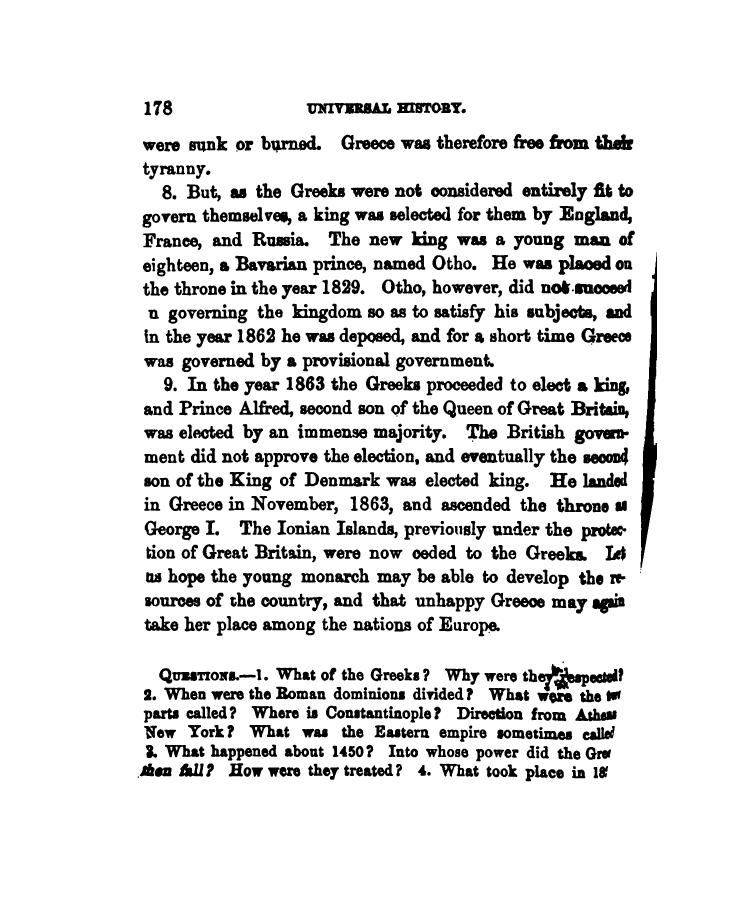 178 UNIVERSAL HISTORY.
were sunk or burned. Greece was therefore free from their
tyranny.
8. But, as the Greeks were not considered entirely fit to
govern themselves, a king was selected for them by England,
France, and Russia. The new king was a young man of
eighteen, a Bavarian prince, named Otho. He was placed on
the throne in the year 1829. Otho, however, did not succeed
n governing the kingdom so as to satisfy his subjects, and
in the year 1862 he was deposed, and for a short time Greece
was governed by a provisional government.
9. In the year 1863 the Greeks proceeded to elect a king,
and Prince Alfred, second son of the Queen of Great Britain,
was elected by an immense majority. The British govern-
ment did not approve the election, and eventually the second
son of the King of Denmark was elected king. He landed
in Greece in November, 1863, and ascended the throne as
George I. The Ionian Islands, previously under the protec-
tion of Great Britain, were now ceded to the Greeks. Let
us hope the young monarch may be able to develop the re-
sources of the country, and that unhappy Greece may again
take her place among the nations of Europe.
QUESTIONS.—1. What of the Greeks? Why were they respected?
2. When were the Roman dominions divided? What were the
parts called? Where is Constantinople? Direction from Athens
New York? What was the Eastern empire sometimes called
3. What happened about 1450? Into whose power did the
then fall? How were they treated? 4. What took place in